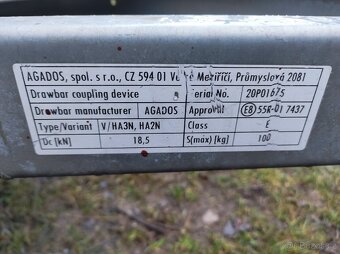 AGADOS, spol. s r.o., CZ 594 01 Velké Meziříčí, Průmyslová 2081
Drawbar coupling device Serial No. 20P01675
Drawbar manufacturer AGADOS Approval E8 55R-01 7437
Type/Variant V/HA3N, HA2N Class E
Dc [kN] 18,5 S(max) [kg] 100